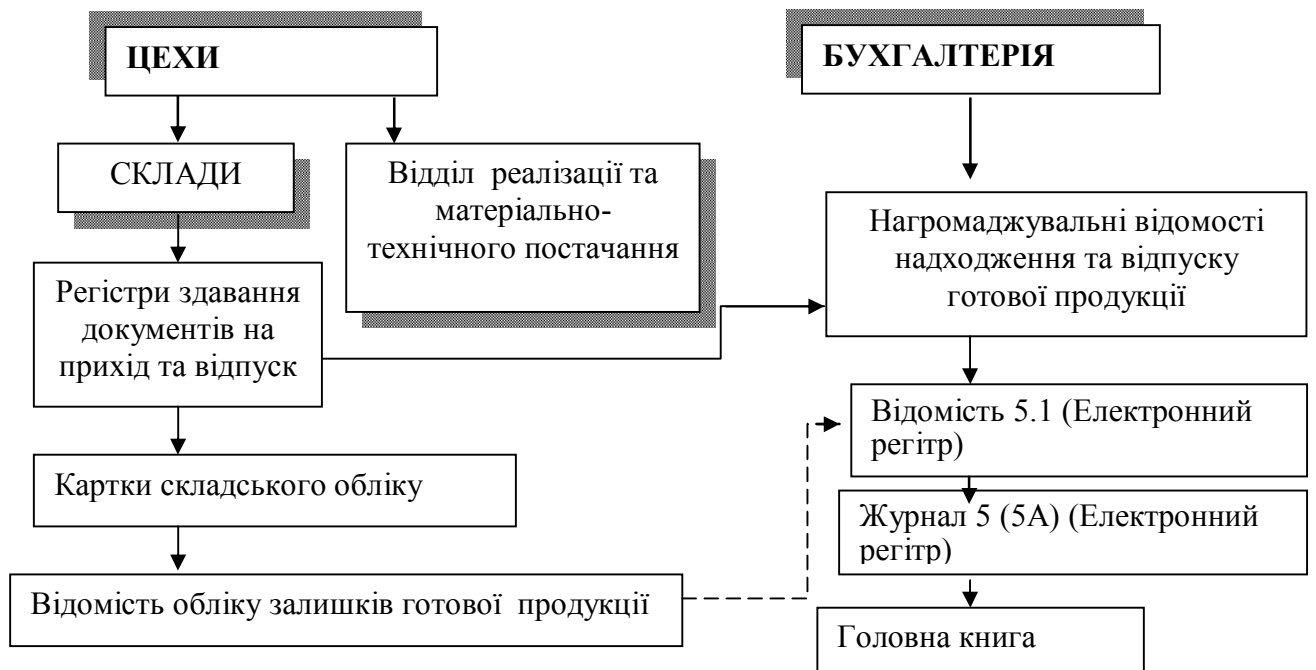 ЦЕХИ
БУХГАЛТЕРІЯ
СКЛАДИ
Відділ реалізації та
матеріально-
технічного постачання
Нагромаджувальні відомості
надходження та відпуску
готової продукції
Регістри здавання
документів на
прихід та відпуск
Відомість 5.1 (Електронний
регітр)
Картки складського обліку
Журнал 5 (5А) (Електронний
регітр)
Відомість обліку залишків готової продукції
Головна книга